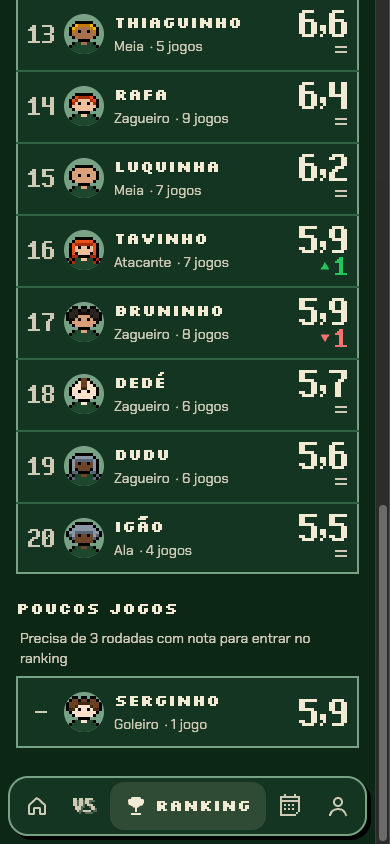 13 THIAGUINHO 6,6
Meia · 5 jogos =
14 RAFA 6,4
Zagueiro · 9 jogos =
15 LUQUINHA 6,2
Meia · 7 jogos =
16 TAVINHO 5,9
Atacante · 7 jogos ▲1
17 BRUNINHO 5,9
Zagueiro · 8 jogos ▼1
18 DEDÉ 5,7
Zagueiro · 6 jogos =
19 DUDU 5,6
Zagueiro · 6 jogos =
20 IGÃO 5,5
Ala · 4 jogos =
POUCOS JOGOS
Precisa de 3 rodadas com nota para entrar no
ranking
– SERGINHO 5,9
Goleiro · 1 jogo
VS RANKING